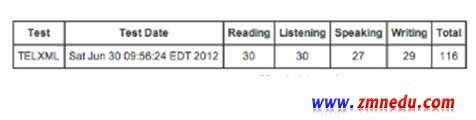 Test Test Date Reading Listening Speaking Writing Total
TELXML Sat Jun 30 09:56:24 EDT 2012 30 30 27 29 116
www.zmnedu.com